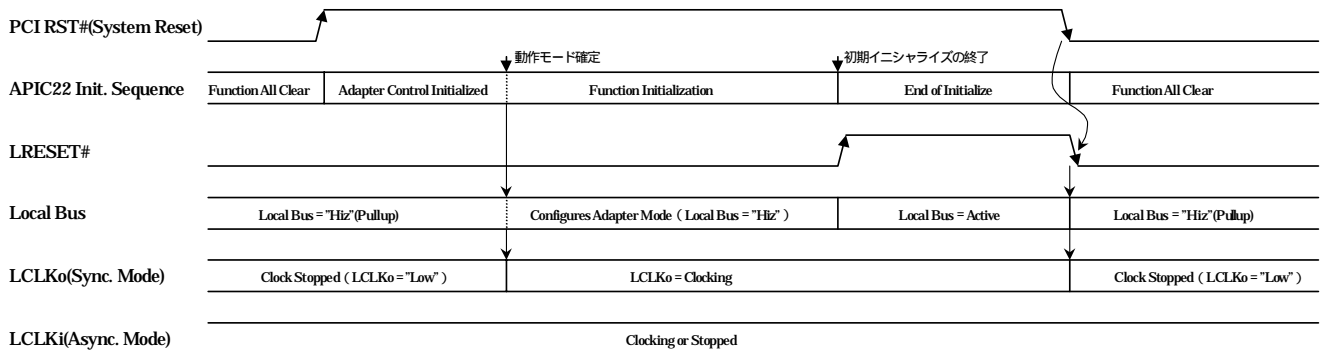 PCI RST#(System Reset)
動作モード確定
初期イニシャライズの終了
APIC22 Init. Sequence
Function All Clear
Adapter Control Initialized
Function Initialization
End of Initialize
Function All Clear
LRESET#
Local Bus
Local Bus = "Hiz"(Pullup)
Configures Adapter Mode ( Local Bus = "Hiz" )
Local Bus = Active
Local Bus = "Hiz"(Pullup)
LCLKo(Sync. Mode)
Clock Stopped ( LCLKo = "Low" )
LCLKo = Clocking
Clock Stopped ( LCLKo = "Low" )
LCLKi(Async. Mode)
Clocking or Stopped